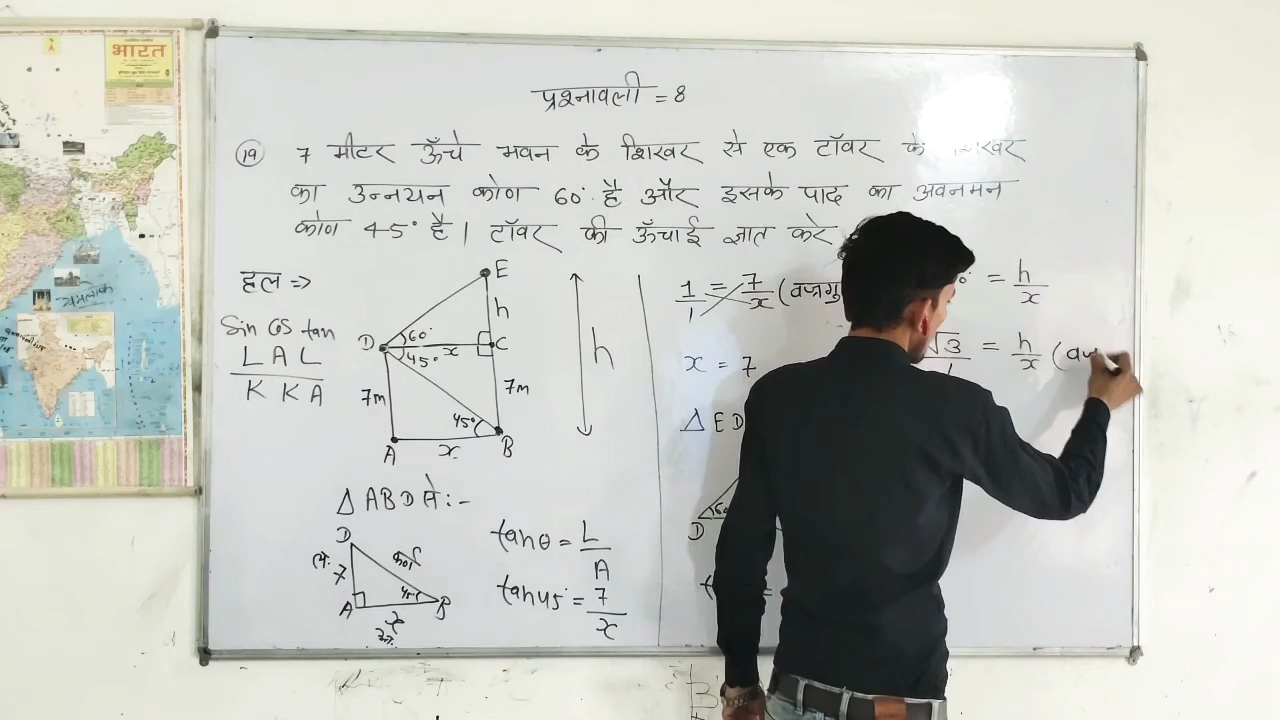 भारत
प्रश्नावली = 8
(19) 7 मीटर ऊँचे भवन के शिखर से एक टॉवर के
का उन्नयन कोण 60° है और इसके पाद का अवनमन
कोण 45° है। टॉवर की ऊँचाई ज्ञात करे
हल =>
Sin Cos tan
L A L
K K A
E
h
D 60° x C
45°
7m 7m
45°
A x B
h
Δ ABD से :-
D
ल. 7 कर्ण
A 45° B
x
tanθ = L/A
tan45° = 7/x
1/1 = 7/x (वज्रगु
x = 7
Δ ED
D
= h/x
√3/1 = h/x (वज्र